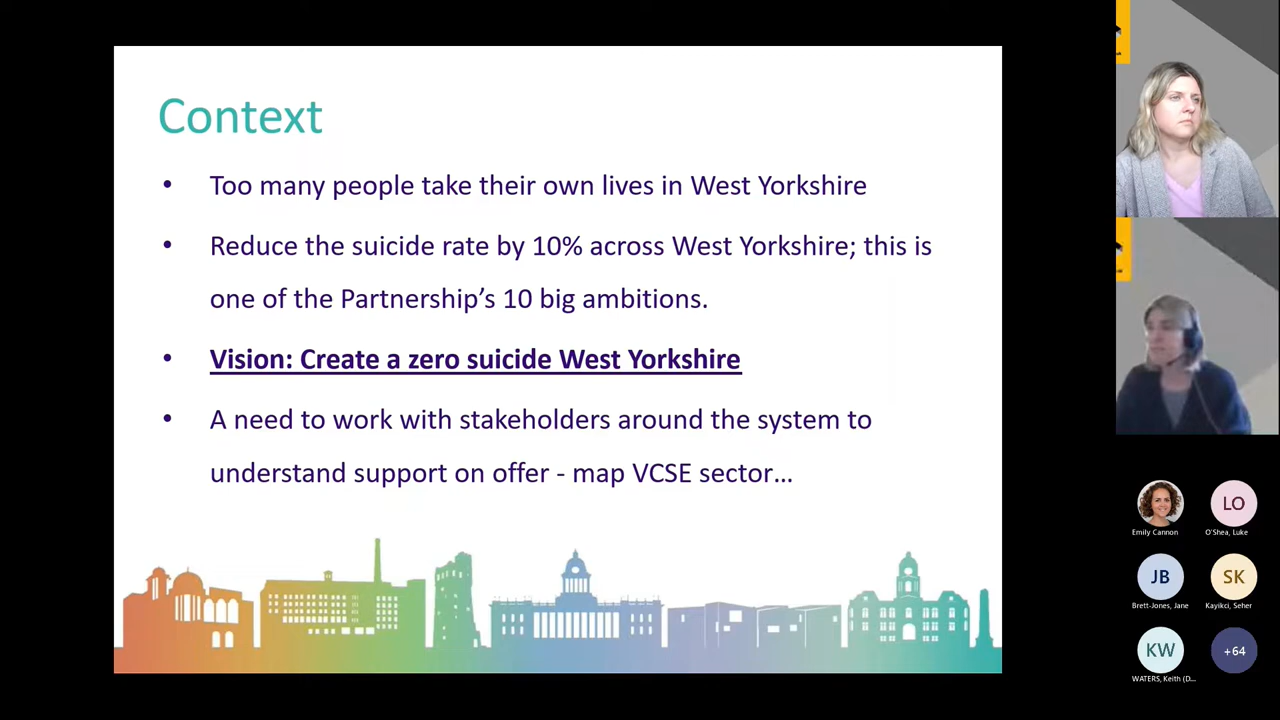 Context
• Too many people take their own lives in West Yorkshire
• Reduce the suicide rate by 10% across West Yorkshire; this is
one of the Partnership's 10 big ambitions.
• Vision: Create a zero suicide West Yorkshire
• A need to work with stakeholders around the system to
understand support on offer - map VCSE sector...
LO
Emily Cannon
O'Shea, Luke
JB
SK
Brett-Jones, Jane
Kayikci, Seher
KW
+64
WATERS, Keith (D...